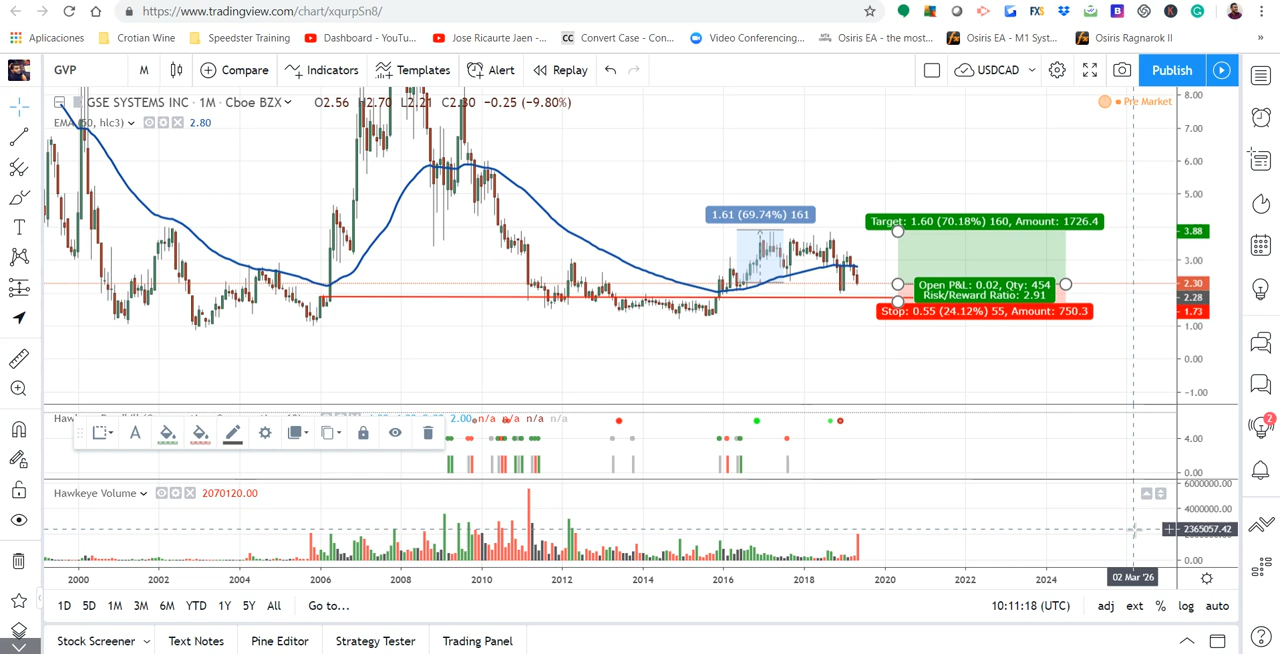 https://www.tradingview.com/chart/xqurpSn8/
Aplicaciones Crotian Wine Speedster Training Dashboard - YouTu... Jose Ricaurte Jaen -... CC Convert Case - Con... Video Conferencing,... Osiris EA - the most... Osiris EA - M1 Syst... Osiris Ragnarok II »
GVP M Compare Indicators Templates Alert Replay USDCAD Publish
GSE SYSTEMS INC · 1M · Cboe BZX O2.56 H2.70 L2.21 C2.30 −0.25 (−9.80%)
Pre Market
EMA (50, hlc3) 2.80
8.00
7.00
6.00
5.00
3.00
1.00
0.00
−1.00
1.61 (69.74%) 161
Target: 1.60 (70.18%) 160, Amount: 1726.4
3.88
Open P&L: 0.02, Qty: 454
Risk/Reward Ratio: 2.91
2.30
2.28
Stop: 0.55 (24.12%) 55, Amount: 750.3
1.73
2.00 n/a n/a n/a n/a
4.00
0.00
Hawkeye Volume 2070120.00
6000000.00
4000000.00
2365057.42
0.00
2000 2002 2004 2006 2008 2010 2012 2014 2016 2018 2020 2022 2024 02 Mar '26
1D 5D 1M 3M 6M YTD 1Y 5Y All Go to... 10:11:18 (UTC) adj ext % log auto
Stock Screener Text Notes Pine Editor Strategy Tester Trading Panel
2